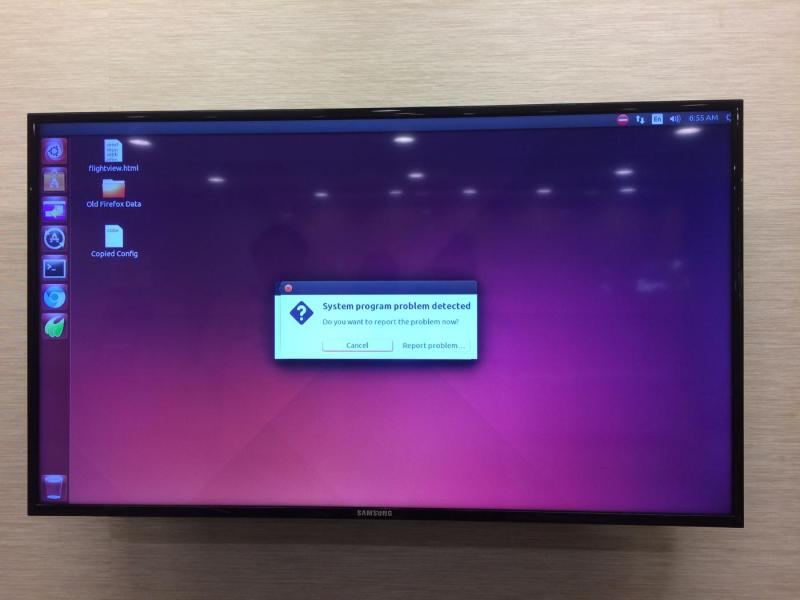 En
6:55 AM
flightview.html
Old Firefox Data
Copied Config
System program problem detected
Do you want to report the problem now?
Cancel
Report problem...
SAMSUNG